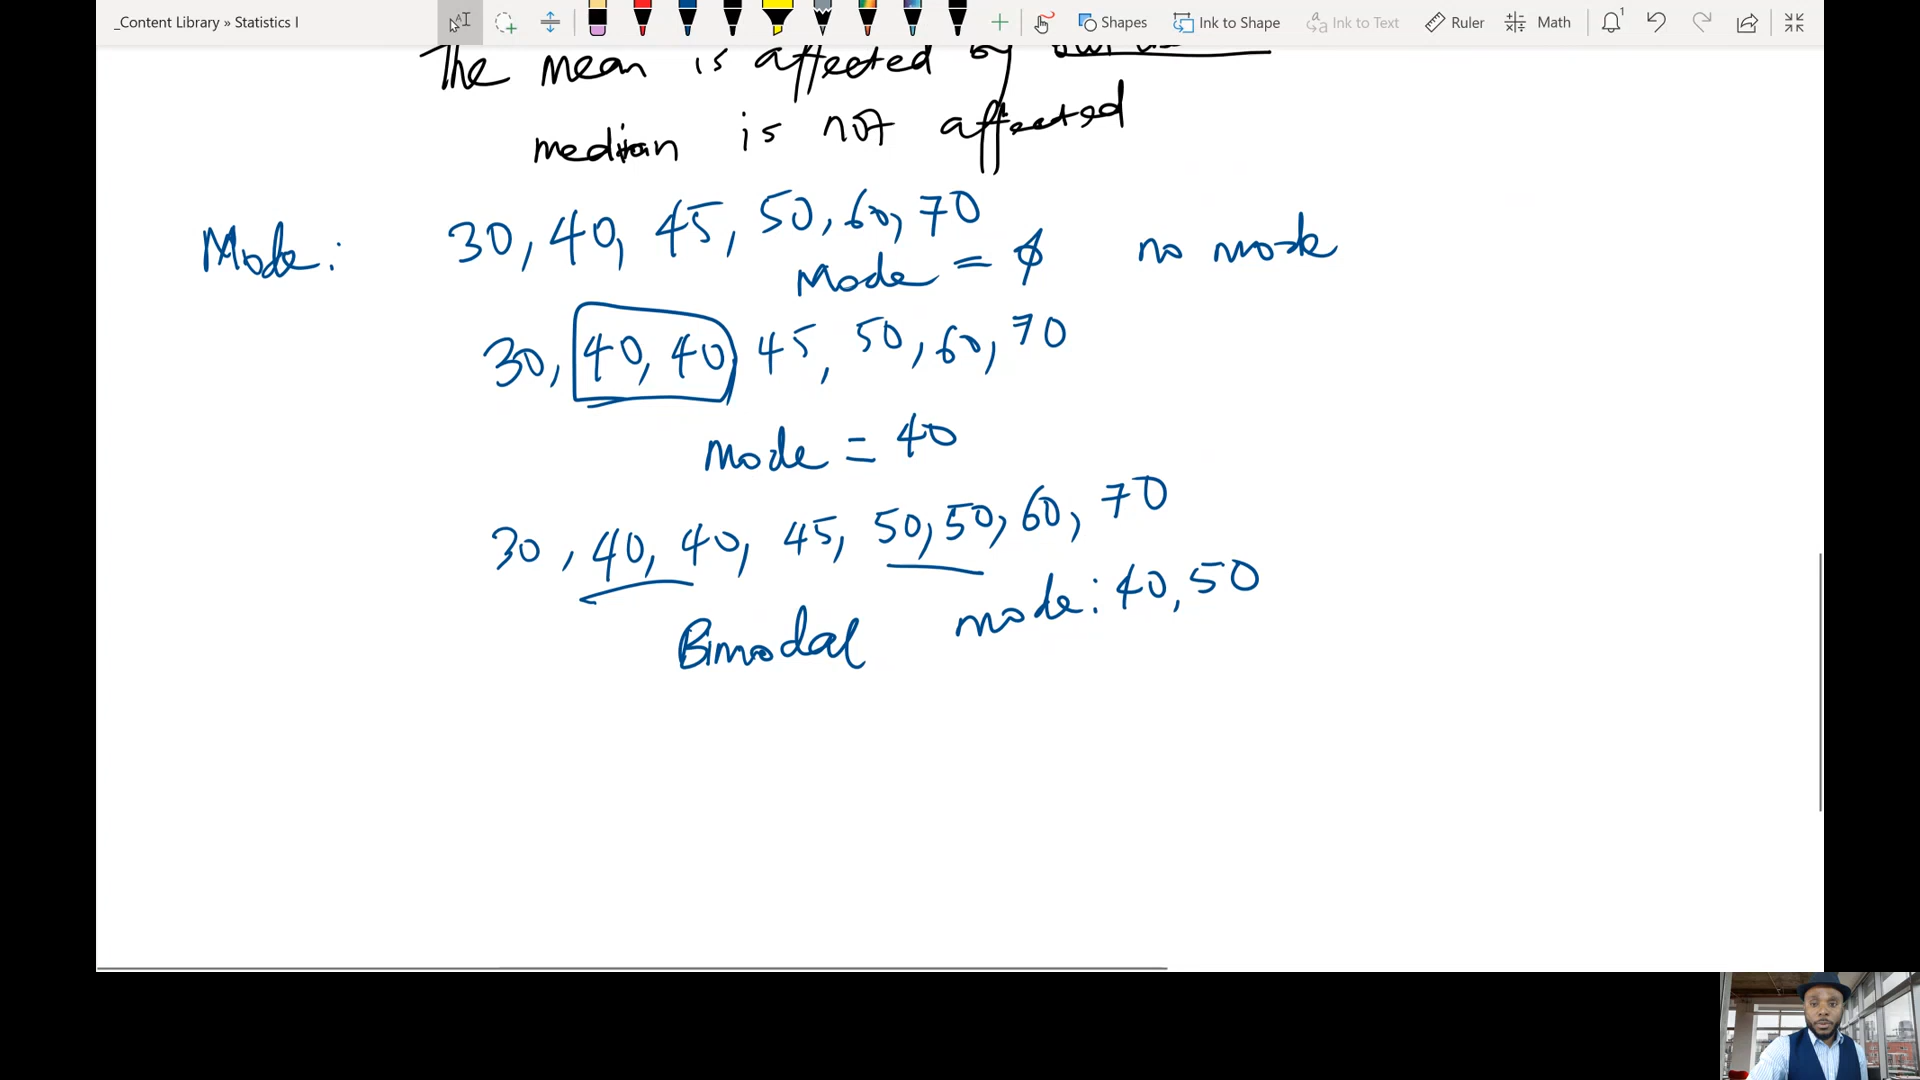 _Content Library » Statistics I
Shapes Ink to Shape Ink to Text Ruler Math 1
The mean is affected by
median is not affected
Mode: 30, 40, 45, 50, 60, 70
Mode = ϕ no mode
30, 40, 40, 45, 50, 60, 70
mode = 40
30, 40, 40, 45, 50, 50, 60, 70
Bimodal mode: 40, 50